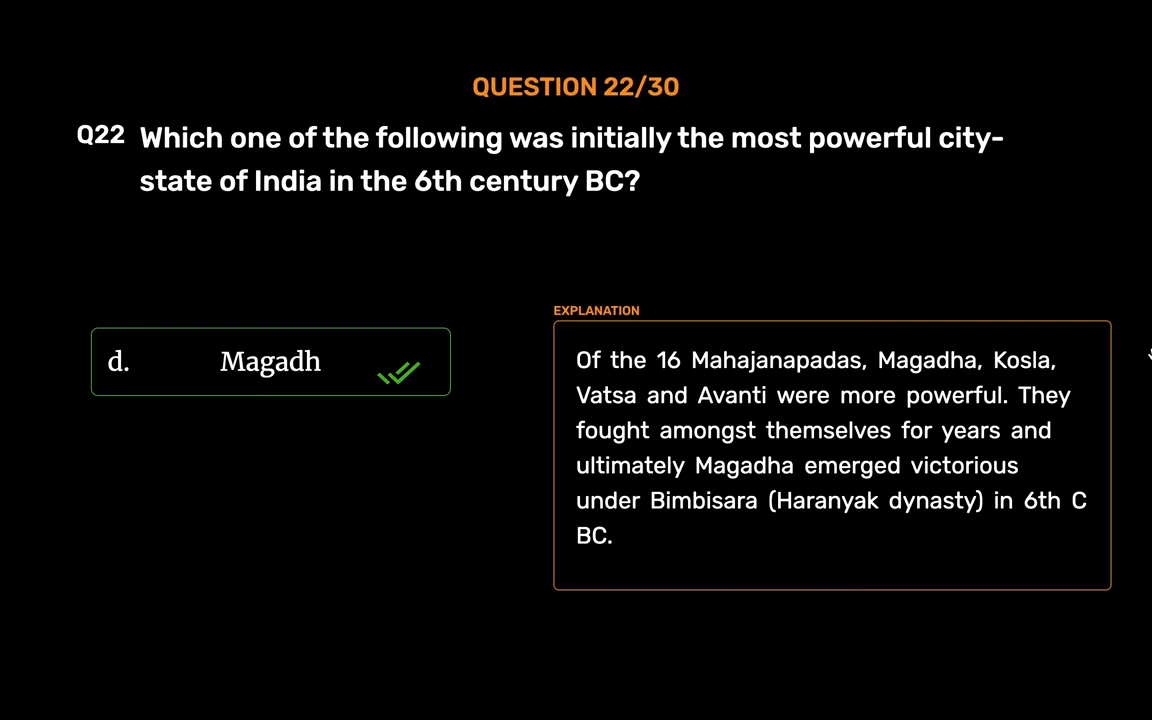 QUESTION 22/30
Q22 Which one of the following was initially the most powerful city-
state of India in the 6th century BC?
EXPLANATION
d. Magadh
Of the 16 Mahajanapadas, Magadha, Kosla,
Vatsa and Avanti were more powerful. They
fought amongst themselves for years and
ultimately Magadha emerged victorious
under Bimbisara (Haranyak dynasty) in 6th C
BC.